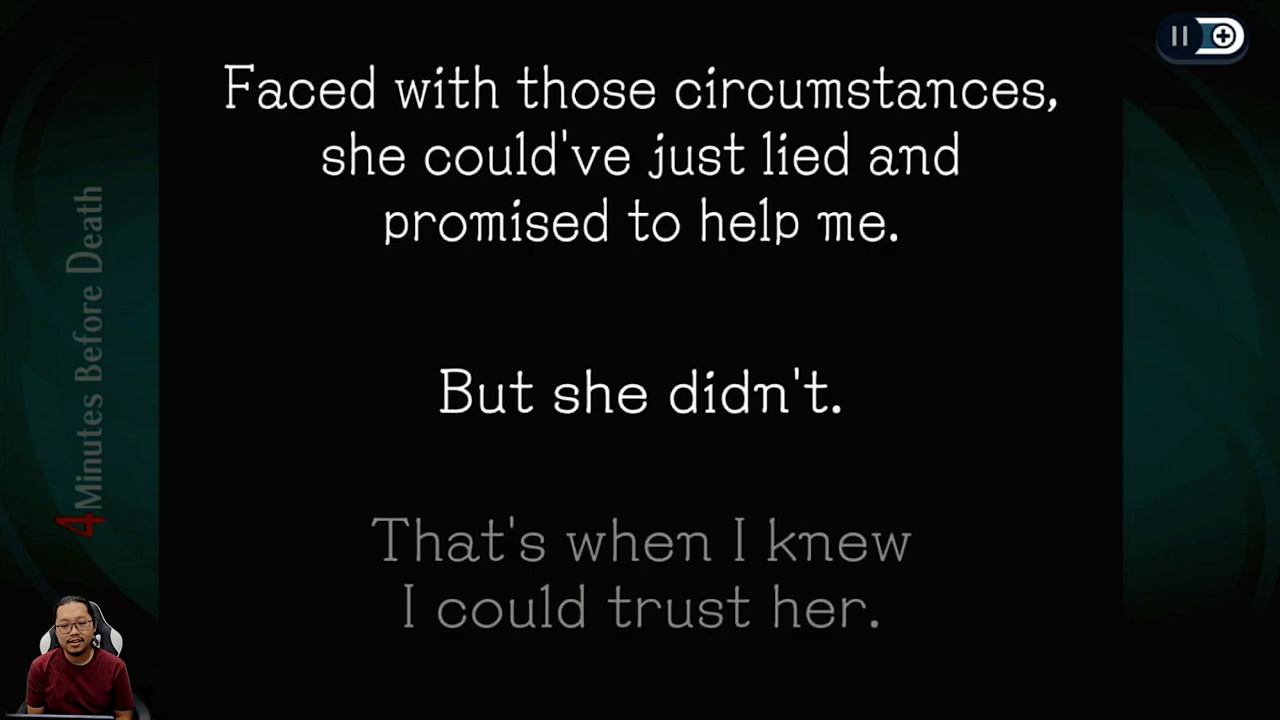 Faced with those circumstances,
she could've just lied and
promised to help me.
But she didn't.
That's when I knew
I could trust her.
4 Minutes Before Death